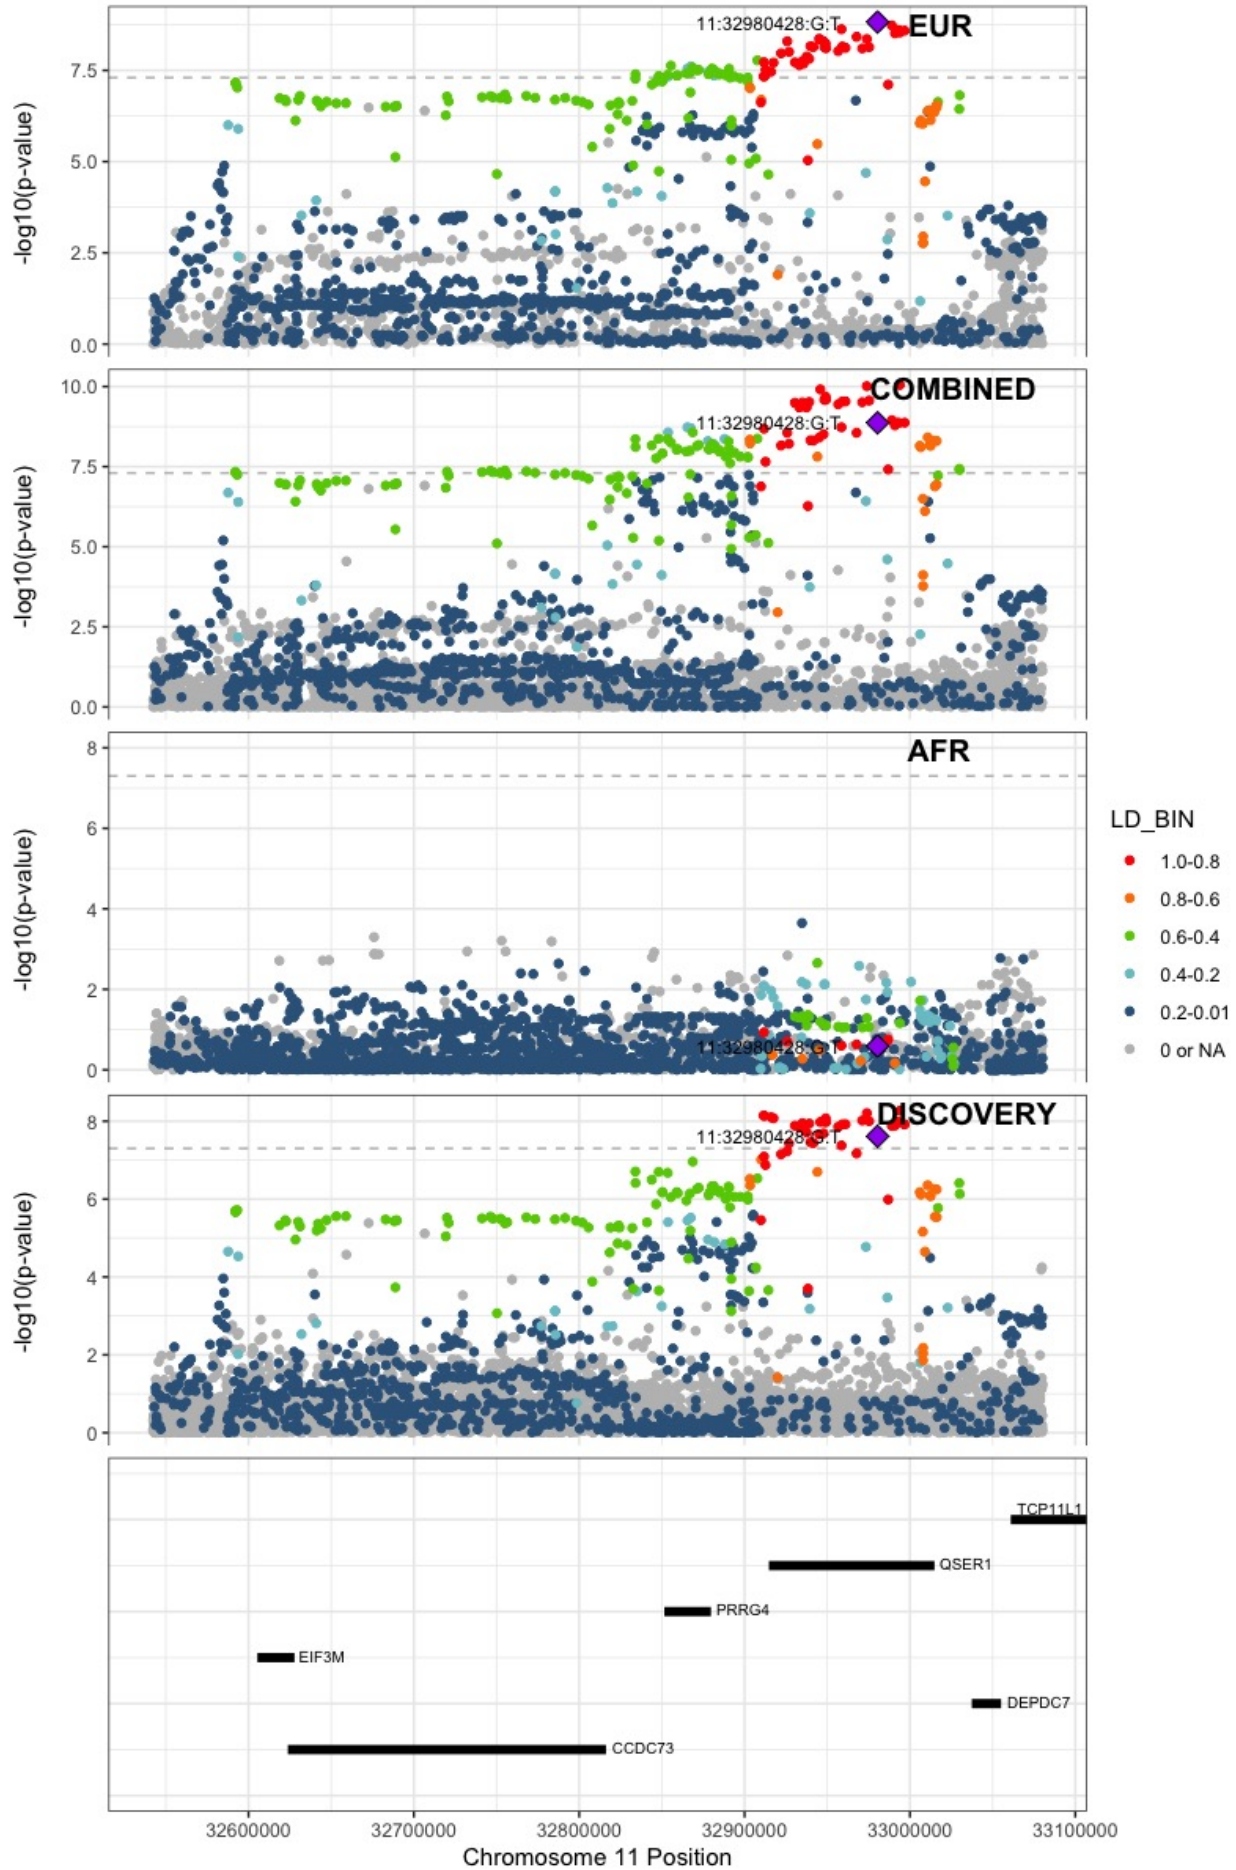 EUR
11:32980428:G:T
-log10(p-value)
7.5
5.0
2.5
0.0
COMBINED
11:32980428:G:T
-log10(p-value)
10.0
7.5
5.0
2.5
0.0
AFR
11:32980428:G:T
-log10(p-value)
8
6
4
2
0
DISCOVERY
11:32980428:G:T
-log10(p-value)
8
6
4
2
0
LD_BIN
1.0-0.8
0.8-0.6
0.6-0.4
0.4-0.2
0.2-0.01
0 or NA
TCP11L1
QSER1
PRRG4
EIF3M
DEPDC7
CCDC73
32600000 32700000 32800000 32900000 33000000 33100000
Chromosome 11 Position